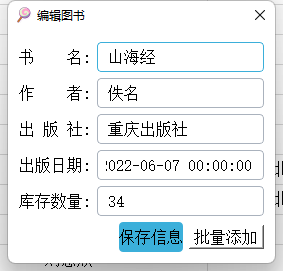 编辑图书
书 名: 山海经
作 者: 佚名
出 版 社: 重庆出版社
出版日期: 2022-06-07 00:00:00
库存数量: 34
保存信息 批量添加